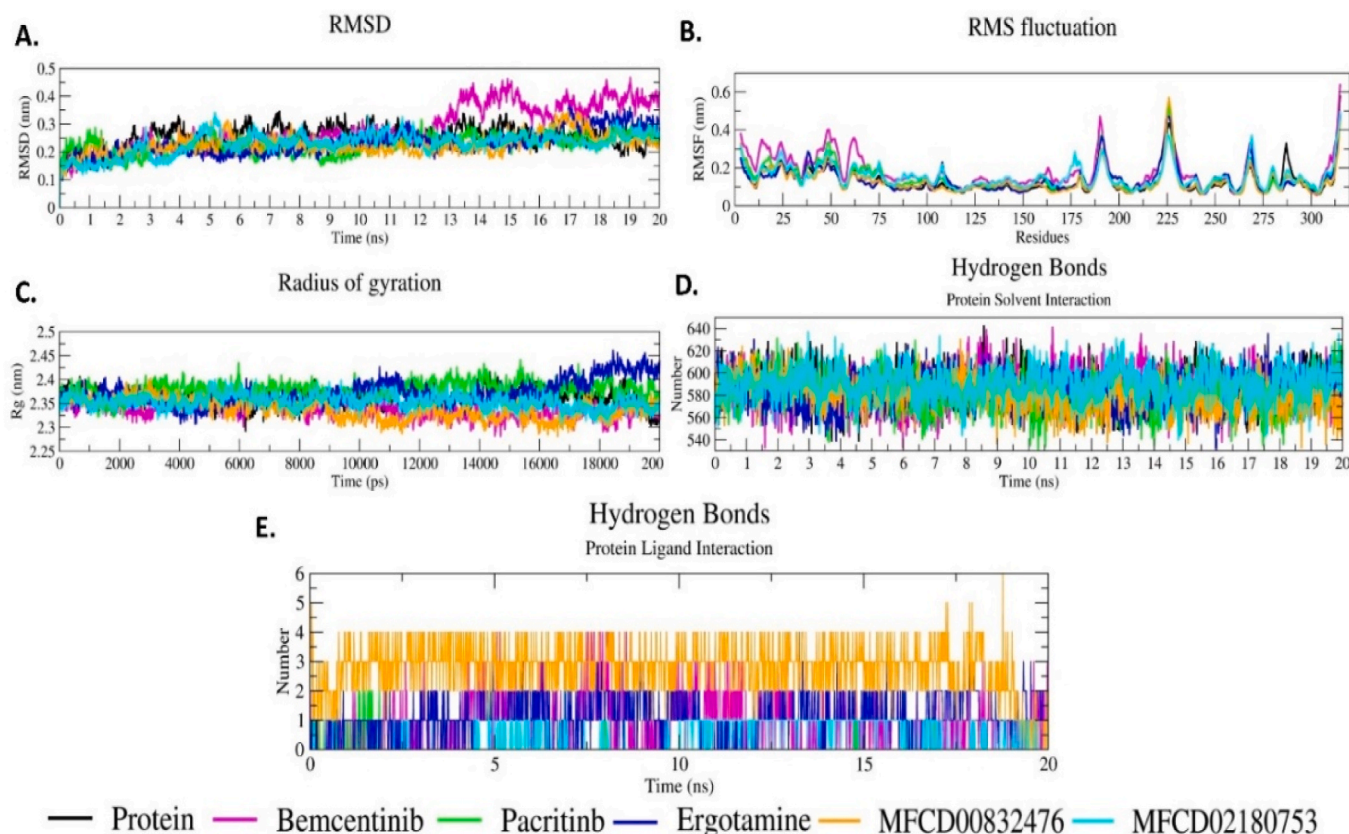 A.
RMSD
RMSD (nm)
0.5
0.4
0.3
0.2
0.1
0
0 1 2 3 4 5 6 7 8 9 10 11 12 13 14 15 16 17 18 19 20
Time (ns)
B.
RMS fluctuation
RMSF (nm)
0.6
0.4
0.2
0
0 25 50 75 100 125 150 175 200 225 250 275 300
Residues
C.
Radius of gyration
Rg (nm)
2.5
2.45
2.4
2.35
2.3
2.25
0 2000 4000 6000 8000 10000 12000 14000 16000 18000 200
Time (ps)
D.
Hydrogen Bonds
Protein Solvent Interaction
Number
640
620
600
580
560
540
0 1 2 3 4 5 6 7 8 9 10 11 12 13 14 15 16 17 18 19 20
Time (ns)
E.
Hydrogen Bonds
Protein Ligand Interaction
Number
6
5
4
3
2
1
0
0 5 10 15 20
Time (ns)
Protein Bemcentinib Pacritinb Ergotamine MFCD00832476 MFCD02180753